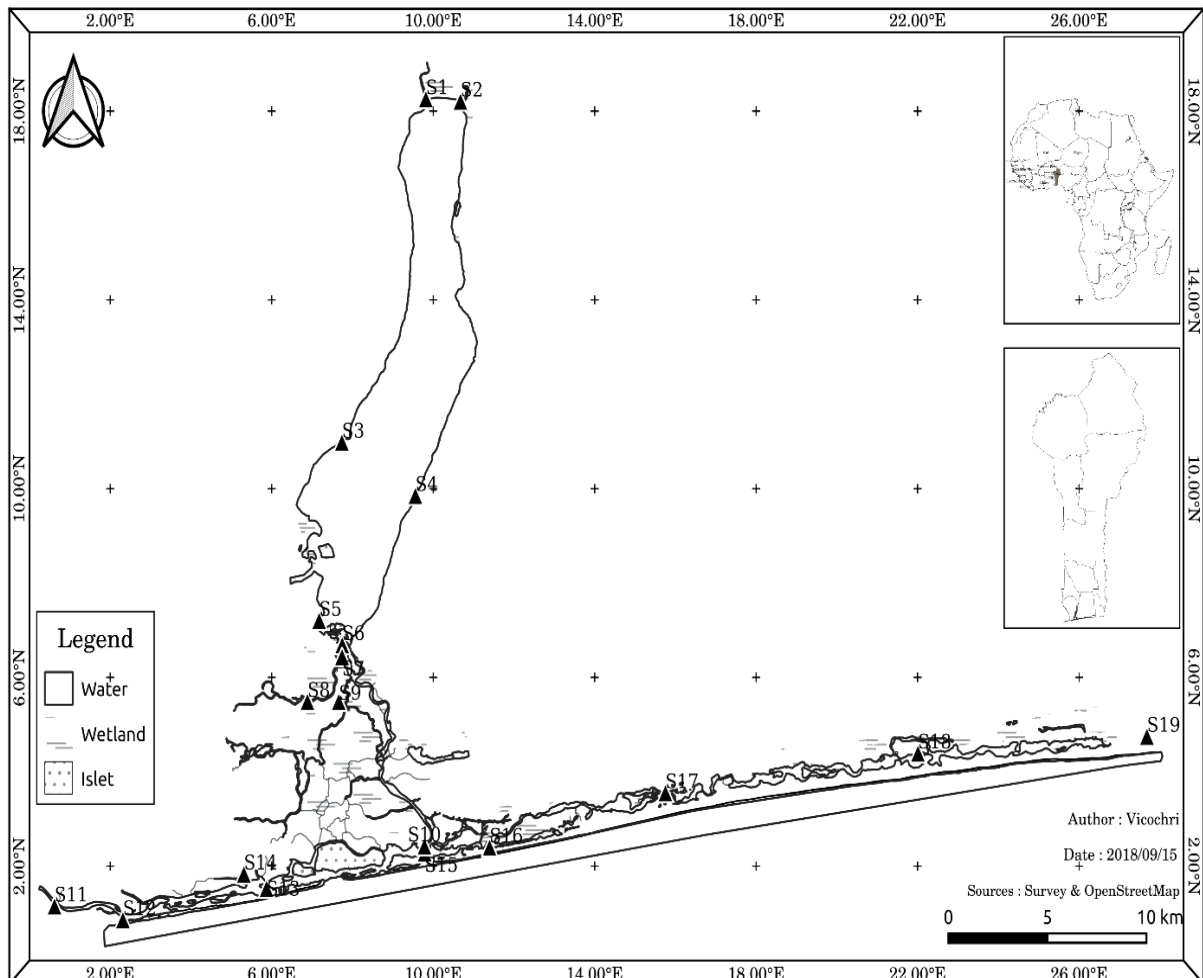 2.00°E 6.00°E 10.00°E 14.00°E 18.00°E 22.00°E 26.00°E
18.00°N
14.00°N
10.00°N
6.00°N
2.00°N
18.00°N
14.00°N
10.00°N
6.00°N
2.00°N
S1
S2
S3
S4
S5
S6
S8
S9
S10
S11
S12
S13
S14
S15
S16
S17
S18
S19
Legend
Water
Wetland
Islet
Author : Vicochri
Date : 2018/09/15
Sources : Survey & OpenStreetMap
0 5 10 km
2.00°E 6.00°E 10.00°E 14.00°E 18.00°E 22.00°E 26.00°E